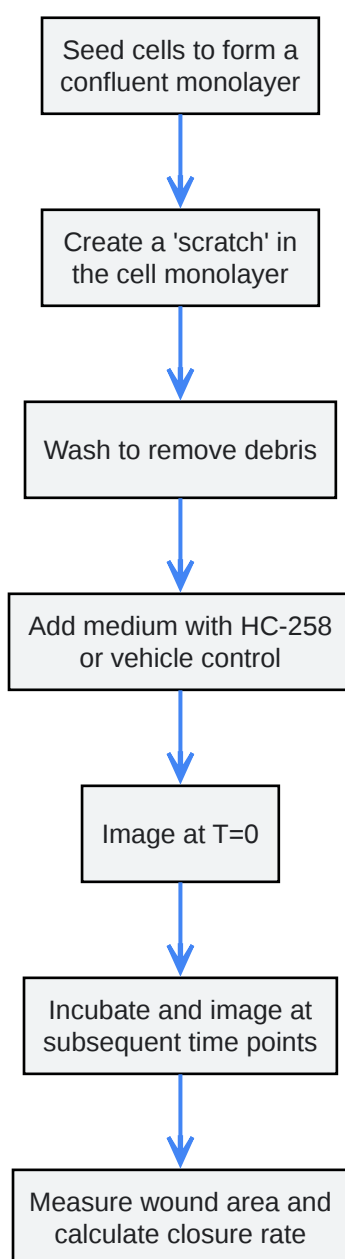 Seed cells to form a
confluent monolayer
Create a 'scratch' in
the cell monolayer
Wash to remove debris
Add medium with HC-258
or vehicle control
Image at T=0
Incubate and image at
subsequent time points
Measure wound area and
calculate closure rate